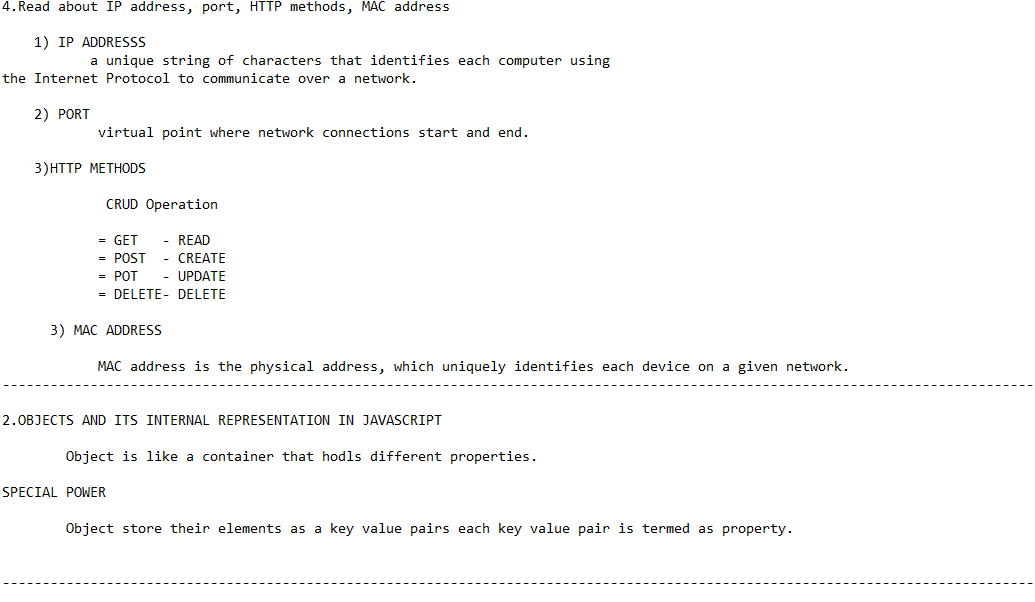 4.Read about IP address, port, HTTP methods, MAC address
1) IP ADDRESSS
a unique string of characters that identifies each computer using
the Internet Protocol to communicate over a network.
2) PORT
virtual point where network connections start and end.
3)HTTP METHODS
CRUD Operation
= GET   - READ
= POST  - CREATE
= POT   - UPDATE
= DELETE- DELETE
3) MAC ADDRESS
MAC address is the physical address, which uniquely identifies each device on a given network.
---------------------------------------------------------------------------------------------------------------------------------
2.OBJECTS AND ITS INTERNAL REPRESENTATION IN JAVASCRIPT
Object is like a container that hodls different properties.
SPECIAL POWER
Object store their elements as a key value pairs each key value pair is termed as property.
---------------------------------------------------------------------------------------------------------------------------------